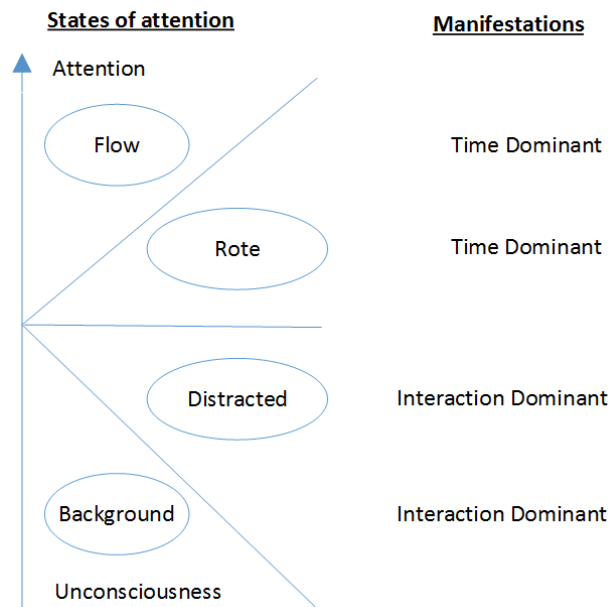 States of attention
Manifestations
Attention
Flow
Time Dominant
Rote
Time Dominant
Distracted
Interaction Dominant
Background
Interaction Dominant
Unconsciousness